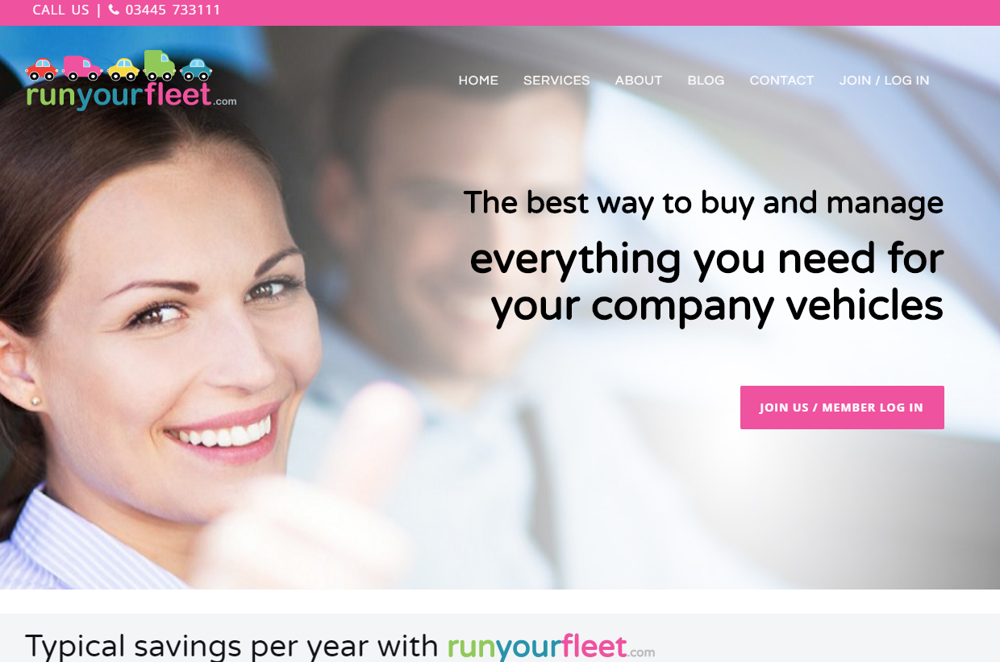 CALL US | 03445 733111
runyourfleet.com
HOME SERVICES ABOUT BLOG CONTACT JOIN / LOG IN
The best way to buy and manage
everything you need for
your company vehicles
JOIN US / MEMBER LOG IN
Typical savings per year with runyourfleet.com